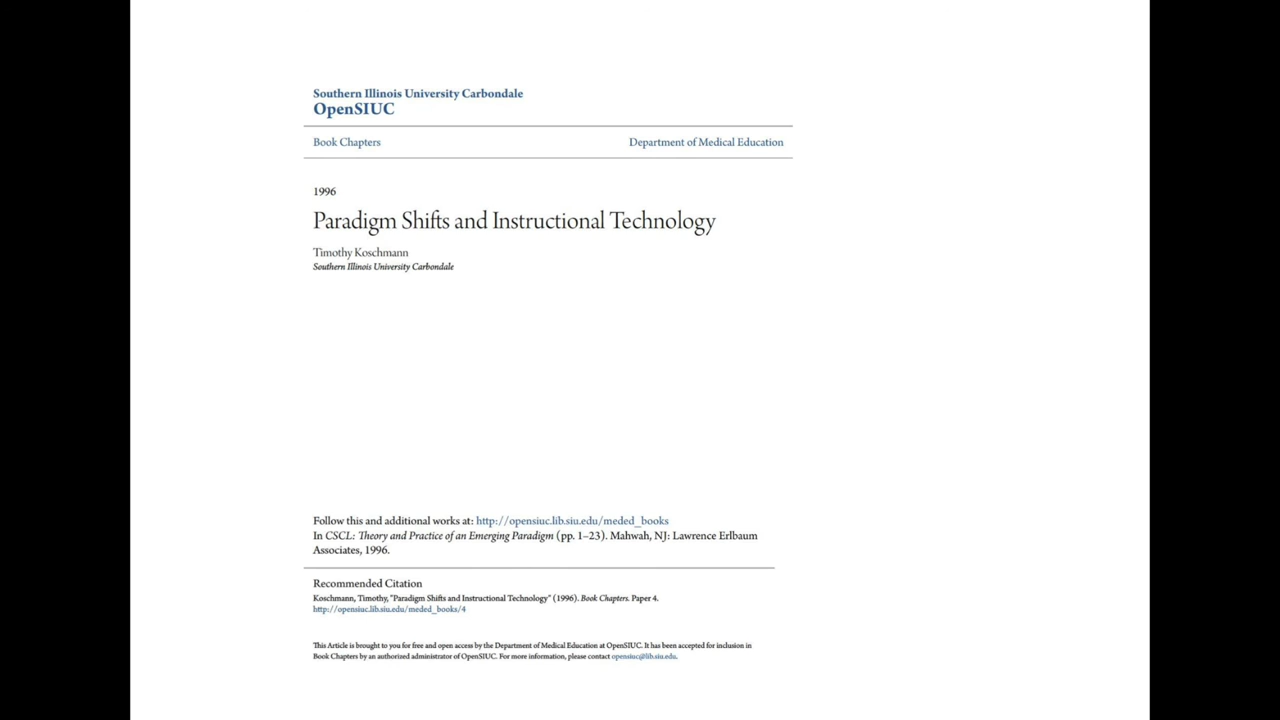 Southern Illinois University Carbondale
OpenSIUC
Book Chapters
Department of Medical Education
1996
Paradigm Shifts and Instructional Technology
Timothy Koschmann
Southern Illinois University Carbondale
Follow this and additional works at: http://opensiuc.lib.siu.edu/meded_books
In CSCL: Theory and Practice of an Emerging Paradigm (pp. 1–23). Mahwah, NJ: Lawrence Erlbaum
Associates, 1996.
Recommended Citation
Koschmann, Timothy, "Paradigm Shifts and Instructional Technology" (1996). Book Chapters. Paper 4.
http://opensiuc.lib.siu.edu/meded_books/4
This Article is brought to you for free and open access by the Department of Medical Education at OpenSIUC. It has been accepted for inclusion in
Book Chapters by an authorized administrator of OpenSIUC. For more information, please contact opensiuc@lib.siu.edu.